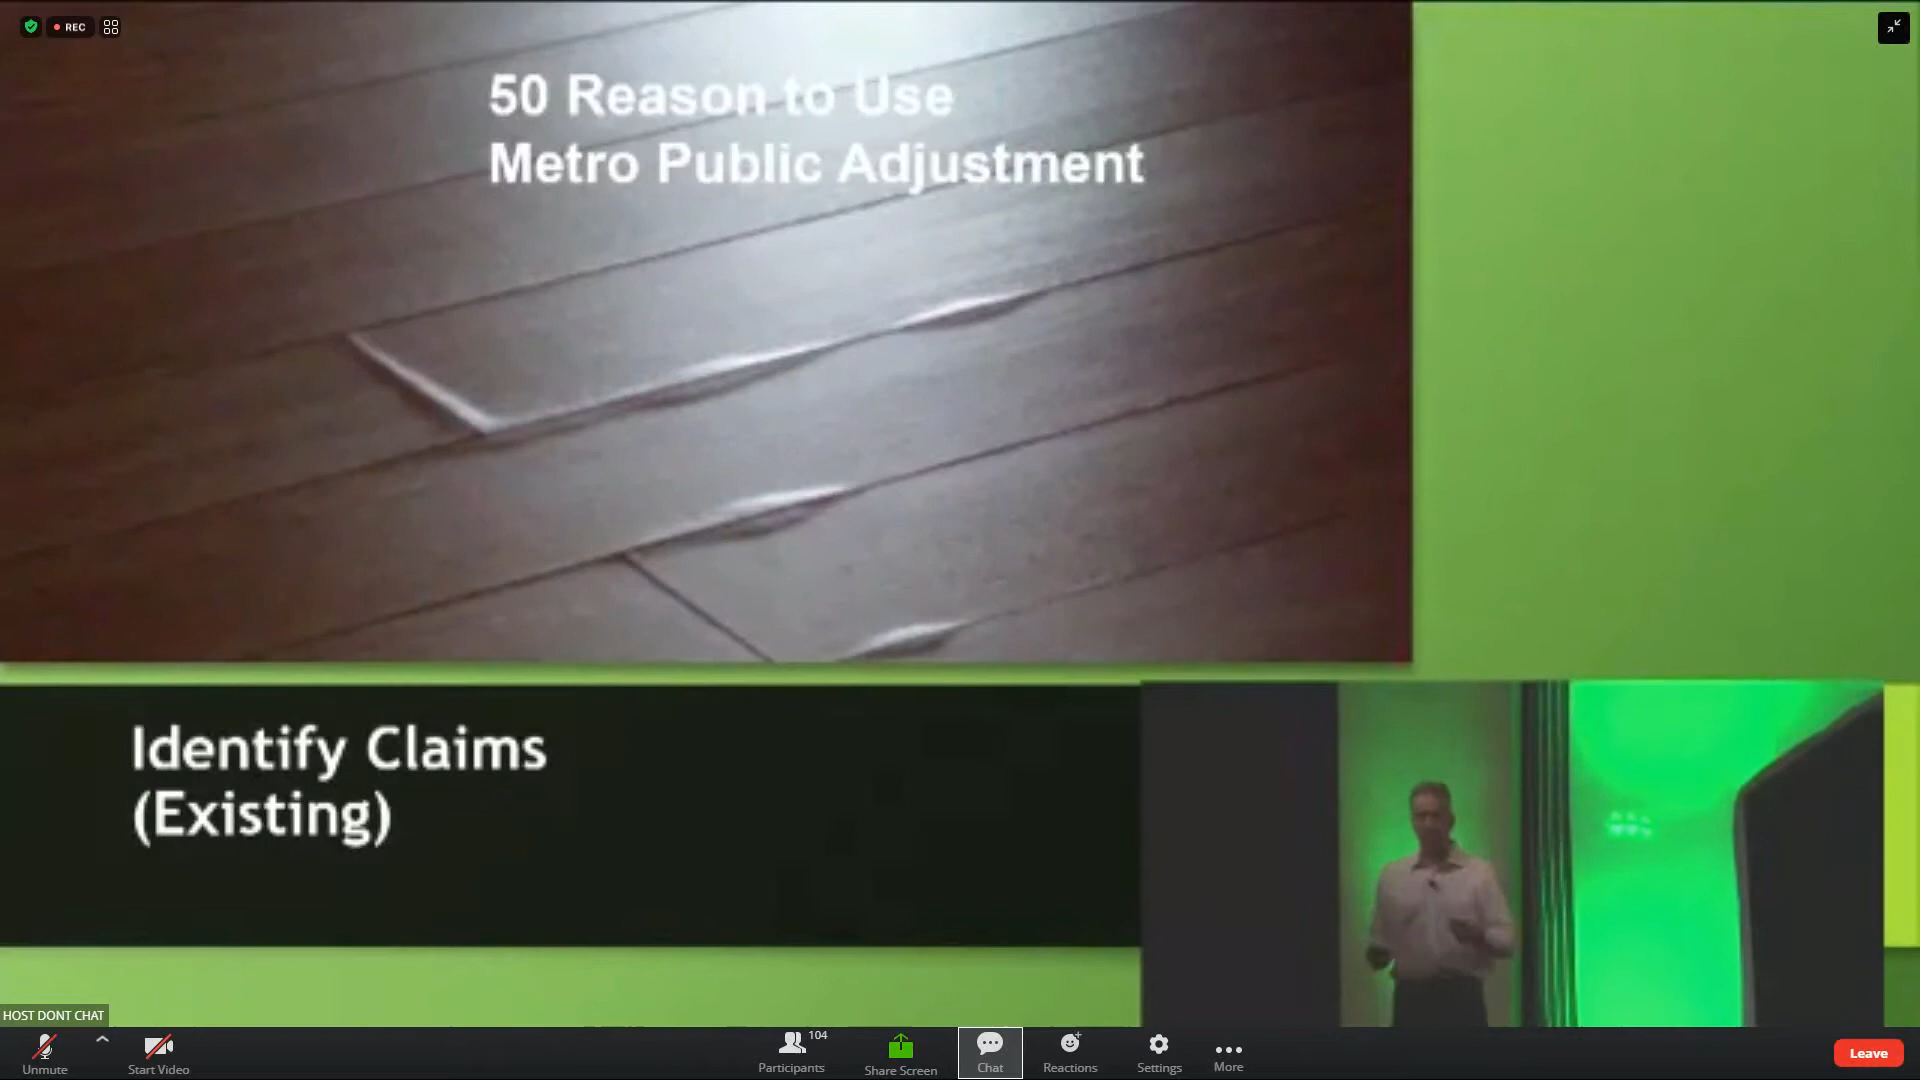 REC
50 Reason to Use
Metro Public Adjustment
Identify Claims
(Existing)
HOST DONT CHAT
Unmute
Start Video
104
Participants
Share Screen
Chat
Reactions
Settings
More
Leave